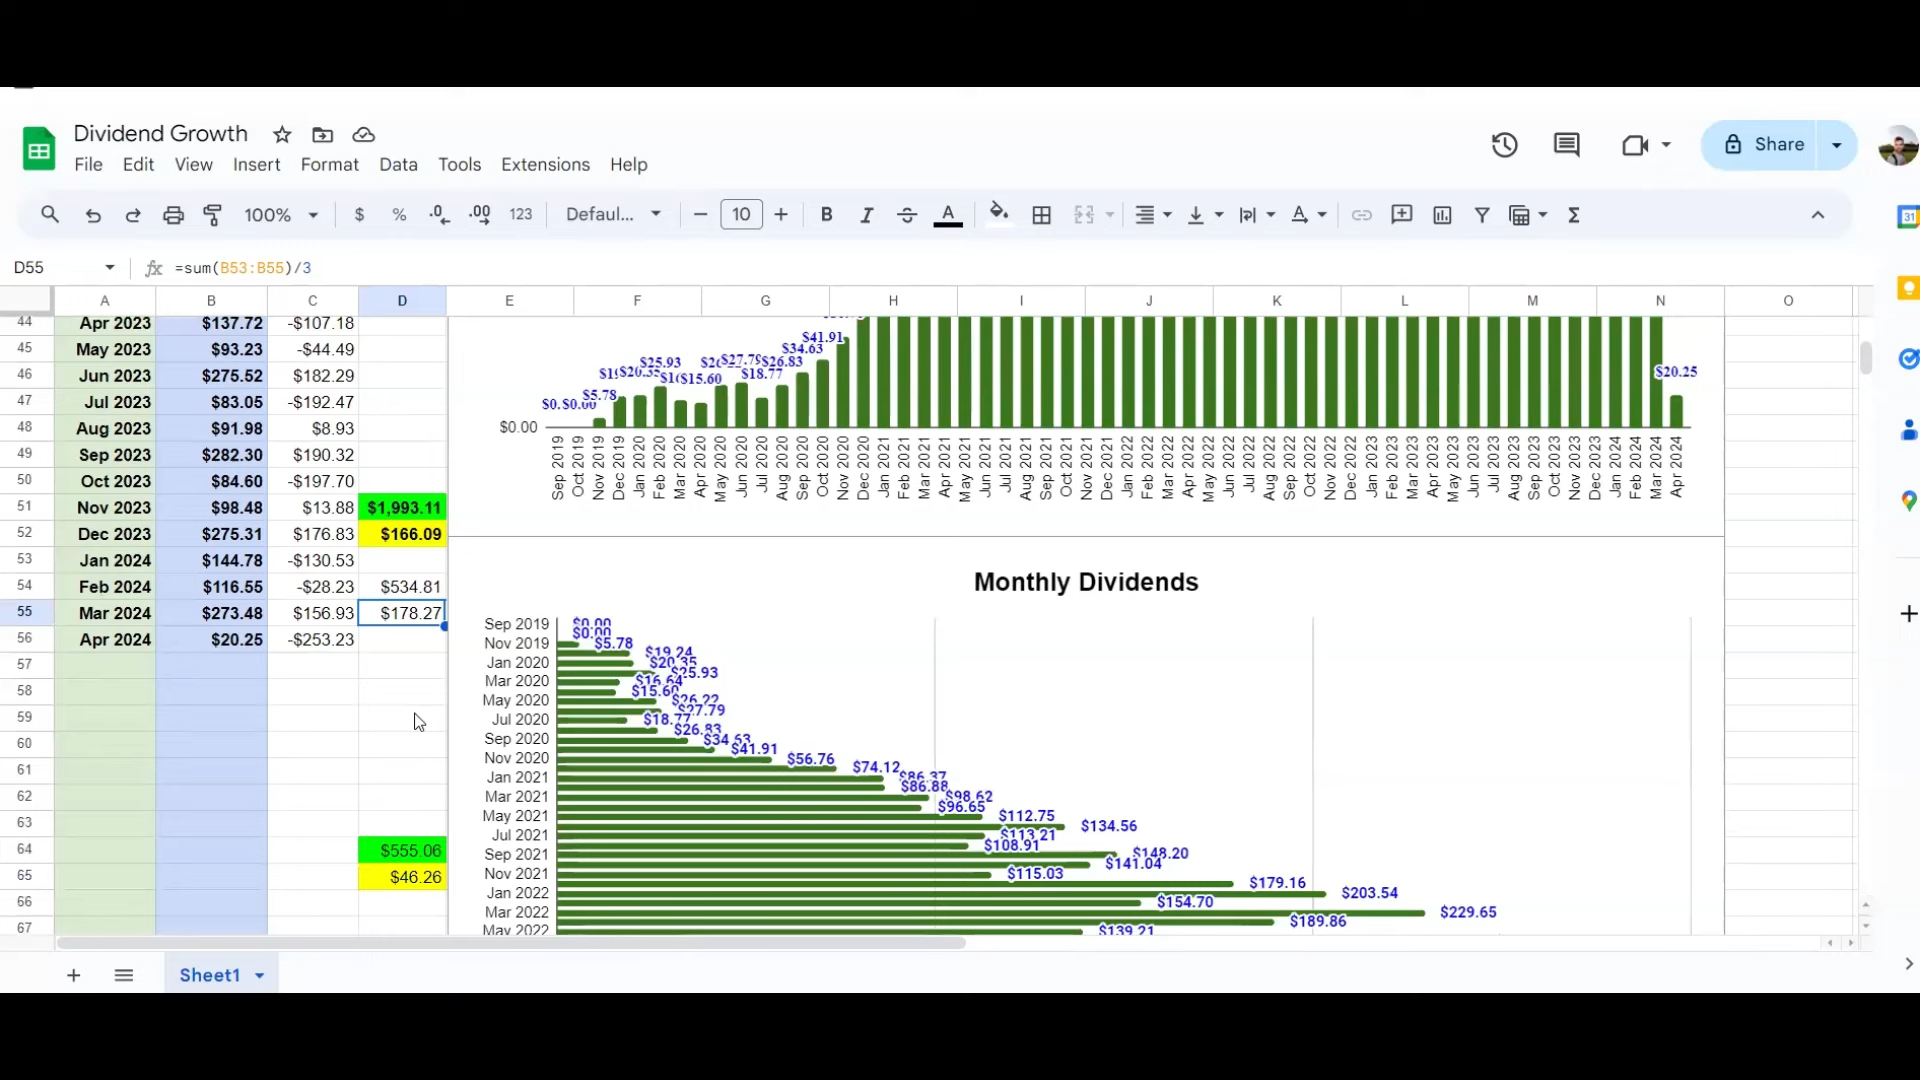 Dividend Growth
File Edit View Insert Format Data Tools Extensions Help
Share
100% $ % .0 .00 123 Defaul... 10 B I A
31
D55 fx =sum(B53:B55)/3
A B C D E F G H I J K L M N O
44 Apr 2023 $137.72 -$107.18
45 May 2023 $93.23 -$44.49
46 Jun 2023 $275.52 $182.29
47 Jul 2023 $83.05 -$192.47
48 Aug 2023 $91.98 $8.93
49 Sep 2023 $282.30 $190.32
50 Oct 2023 $84.60 -$197.70
51 Nov 2023 $98.48 $13.88 $1,993.11
52 Dec 2023 $275.31 $176.83 $166.09
53 Jan 2024 $144.78 -$130.53
54 Feb 2024 $116.55 -$28.23 $534.81
55 Mar 2024 $273.48 $156.93 $178.27
56 Apr 2024 $20.25 -$253.23
57
58
59
60
61
62
63
64 $555.06
65 $46.26
66
67
$41.91
$34.63
$25.93 $27.79 $26.83
$15.60 $18.77 $20.25
$5.78
$0.00
Sep 2019 Oct 2019 Nov 2019 Dec 2019 Jan 2020 Feb 2020 Mar 2020 Apr 2020 May 2020 Jun 2020 Jul 2020 Aug 2020 Sep 2020 Oct 2020 Nov 2020 Dec 2020 Jan 2021 Feb 2021 Mar 2021 Apr 2021 May 2021 Jun 2021 Jul 2021 Aug 2021 Sep 2021 Oct 2021 Nov 2021 Dec 2021 Jan 2022 Feb 2022 Mar 2022 Apr 2022 May 2022 Jun 2022 Jul 2022 Aug 2022 Sep 2022 Oct 2022 Nov 2022 Dec 2022 Jan 2023 Feb 2023 Mar 2023 Apr 2023 May 2023 Jun 2023 Jul 2023 Aug 2023 Sep 2023 Oct 2023 Nov 2023 Dec 2023 Jan 2024 Feb 2024 Mar 2024 Apr 2024
Monthly Dividends
Sep 2019 $0.00
$0.00
Nov 2019 $5.78
$19.24
Jan 2020 $20.35
$25.93
Mar 2020 $16.64
$15.60
May 2020 $26.22
$27.79
Jul 2020 $18.77
$26.83
Sep 2020 $34.63
$41.91
Nov 2020 $56.76
$74.12
Jan 2021 $86.37
$86.88
Mar 2021 $98.62
$96.65
May 2021 $112.75
$134.56
Jul 2021 $113.21
$108.91
Sep 2021 $148.20
$141.04
Nov 2021 $115.03
$179.16
Jan 2022 $203.54
$154.70
Mar 2022 $229.65
$189.86
May 2022 $139.21
Sheet1